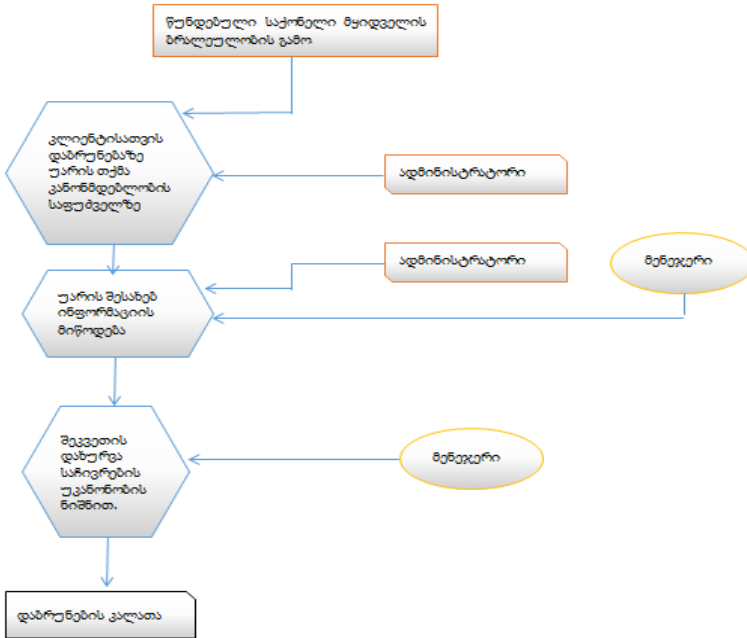 წუნდებული საქონელი მყიდველის
ბრალეულობის გამო
კლიენტისათვის
დაბრუნებაზე
უარის თქმა
კანონმდებლობის
საფუძველზე
ადმინისტრატორი
ადმინისტრატორი
მენეჯერი
უარის შესახებ
ინფორმაციის
მიწოდება
შეკვეთის
დახურვა
საჩივრების
უკანონობის
ნიშნით.
მენეჯერი
დაბრუნების კალათა